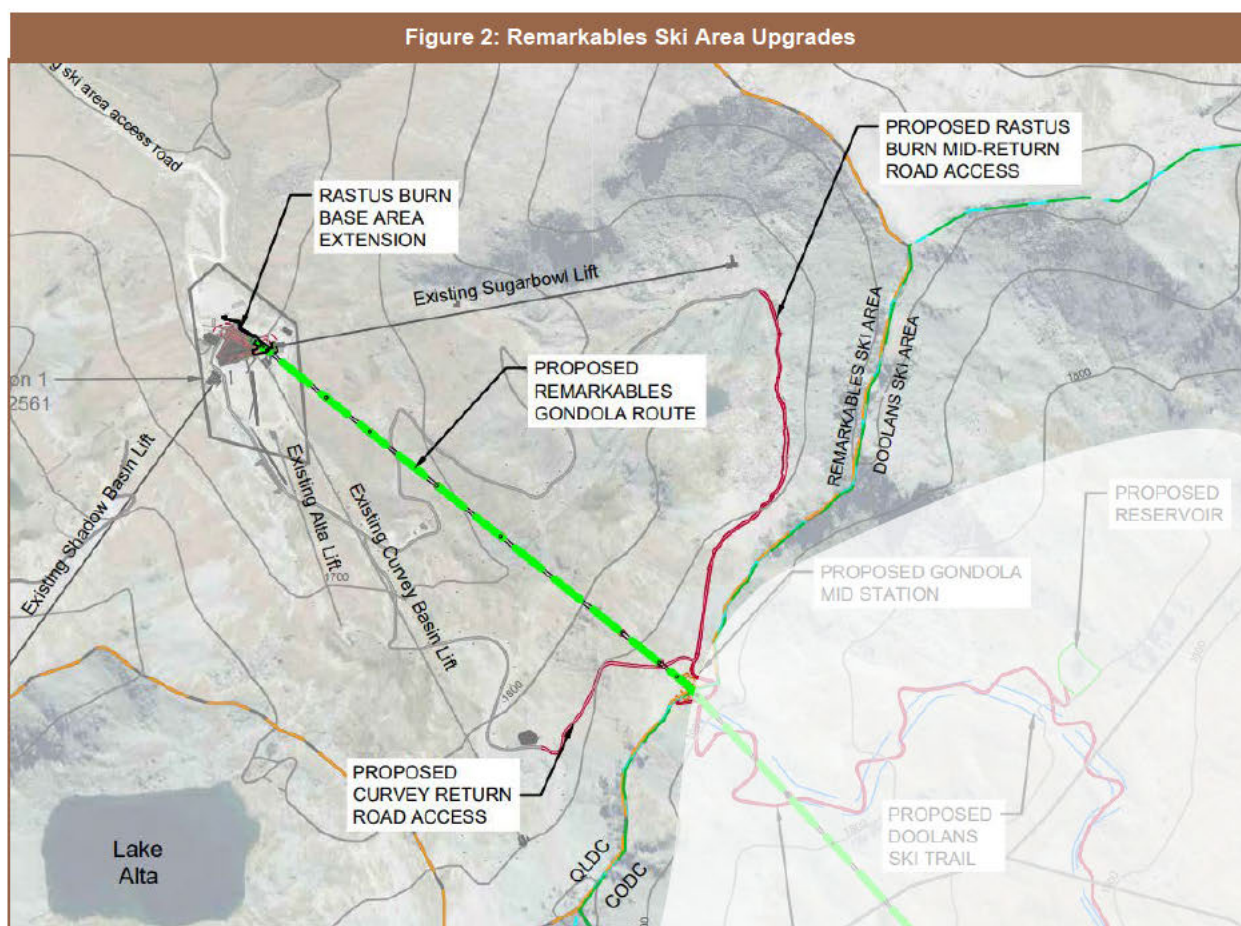 Figure 2: Remarkables Ski Area Upgrades
ski area access road
RASTUS BURN
BASE AREA
EXTENSION
PROPOSED RASTUS
BURN MID-RETURN
ROAD ACCESS
Existing Sugarbowl Lift
PROPOSED
REMARKABLES
GONDOLA ROUTE
REMARKABLES SKI AREA
DOOLANS SKI AREA
1800
on 1
2561
Existing Shadow Basin Lift
Existing Alta Lift
Existing Curvey Basin Lift
1700
PROPOSED
RESERVOIR
PROPOSED GONDOLA
MID STATION
1800
PROPOSED
CURVEY RETURN
ROAD ACCESS
PROPOSED
DOOLANS
SKI TRAIL
QLDC
CODC
Lake
Alta